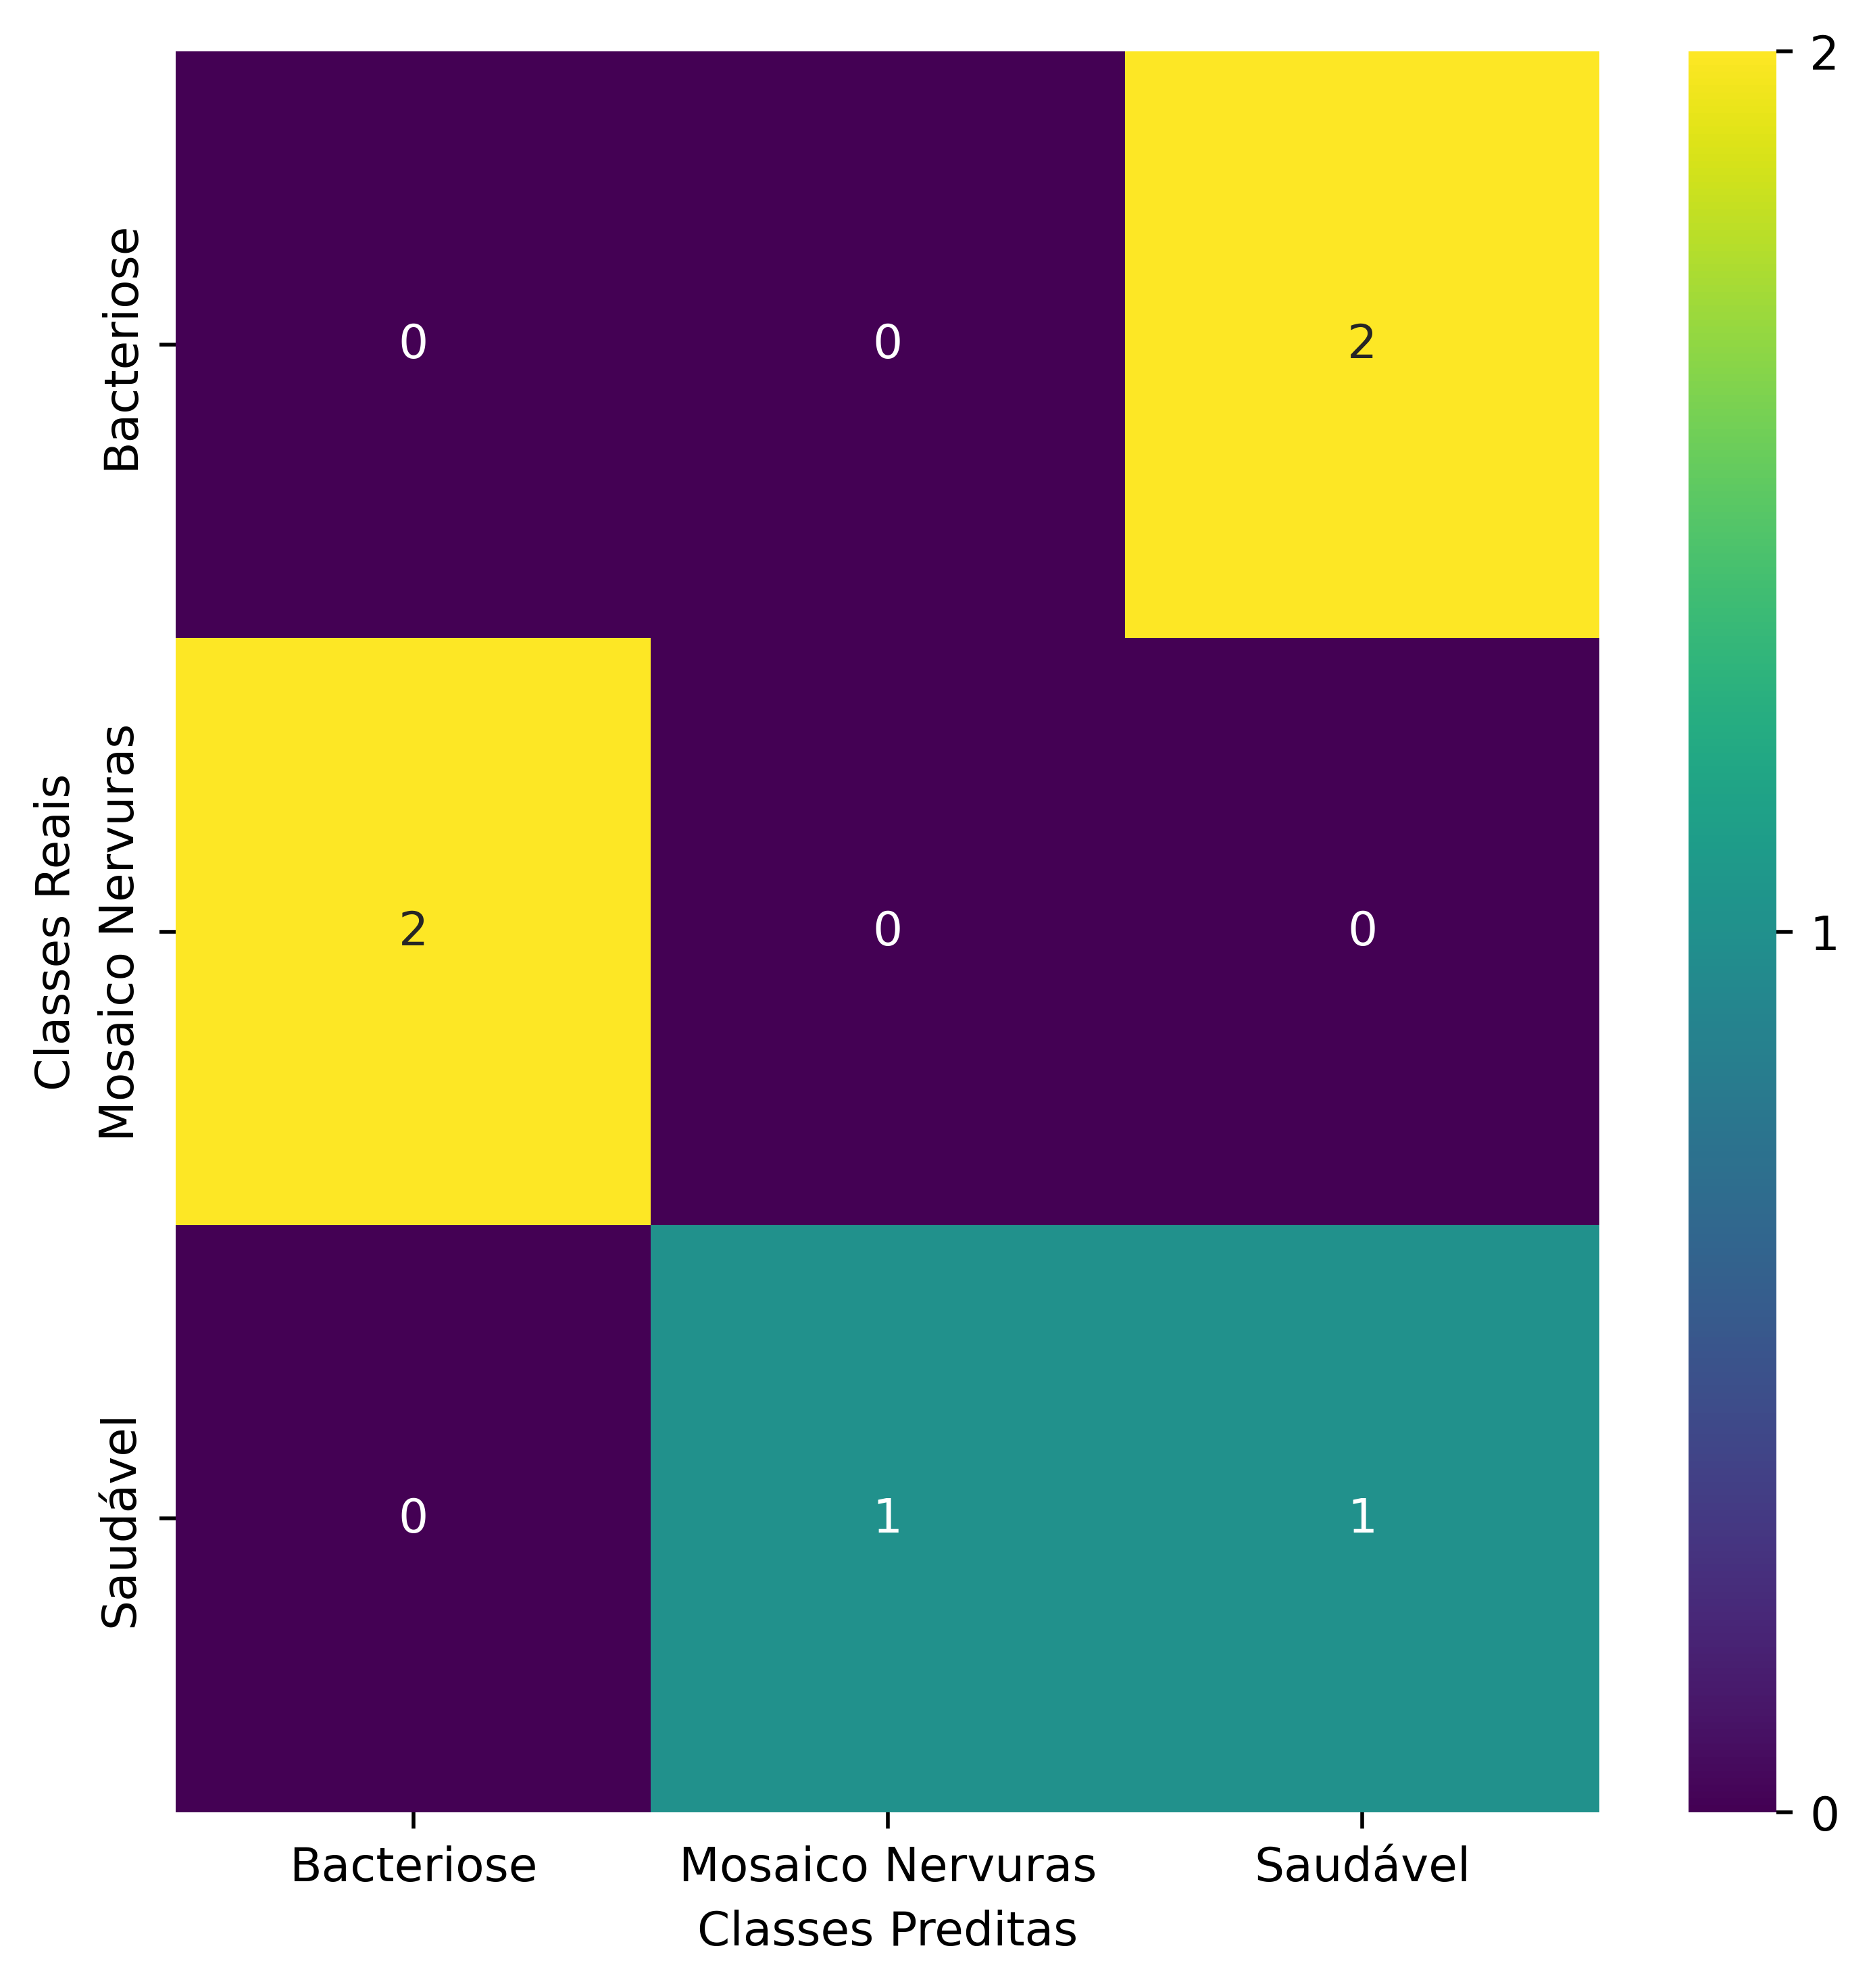 2
Bacteriose
0 0 2
Classes Reais
Mosaico Nervuras
2 0 0
1
Saudável
0 1 1
0
Bacteriose Mosaico Nervuras Saudável
Classes Preditas